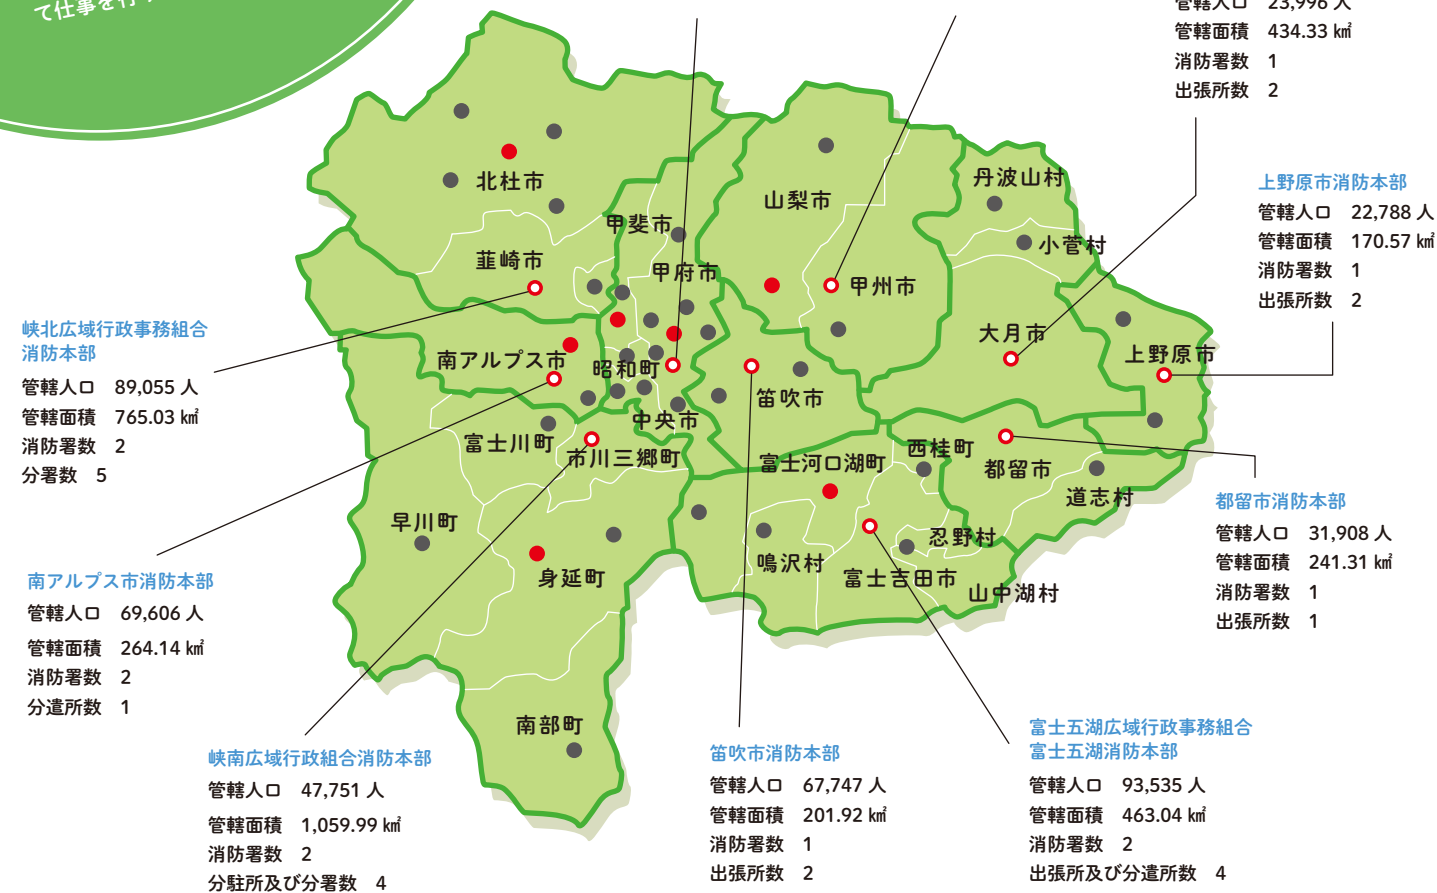 て仕事を行
管轄人口 23,996 人
管轄面積 434.33 ㎢
消防署数 1
出張所数 2
丹波山村
上野原市消防本部
管轄人口 22,788 人
管轄面積 170.57 ㎢
消防署数 1
出張所数 2
北杜市
山梨市
甲斐市
小菅村
韮崎市
甲府市
甲州市
大月市
上野原市
峡北広域行政事務組合
消防本部
管轄人口 89,055 人
管轄面積 765.03 ㎢
消防署数 2
分署数 5
南アルプス市
昭和町
笛吹市
中央市
富士川町
市川三郷町
富士河口湖町
西桂町
都留市
道志村
都留市消防本部
管轄人口 31,908 人
管轄面積 241.31 ㎢
消防署数 1
出張所数 1
早川町
忍野村
鳴沢村
富士吉田市
山中湖村
身延町
南アルプス市消防本部
管轄人口 69,606 人
管轄面積 264.14 ㎢
消防署数 2
分遣所数 1
南部町
峡南広域行政組合消防本部
管轄人口 47,751 人
管轄面積 1,059.99 ㎢
消防署数 2
分駐所及び分署数 4
笛吹市消防本部
管轄人口 67,747 人
管轄面積 201.92 ㎢
消防署数 1
出張所数 2
富士五湖広域行政事務組合
富士五湖消防本部
管轄人口 93,535 人
管轄面積 463.04 ㎢
消防署数 2
出張所及び分遣所数 4